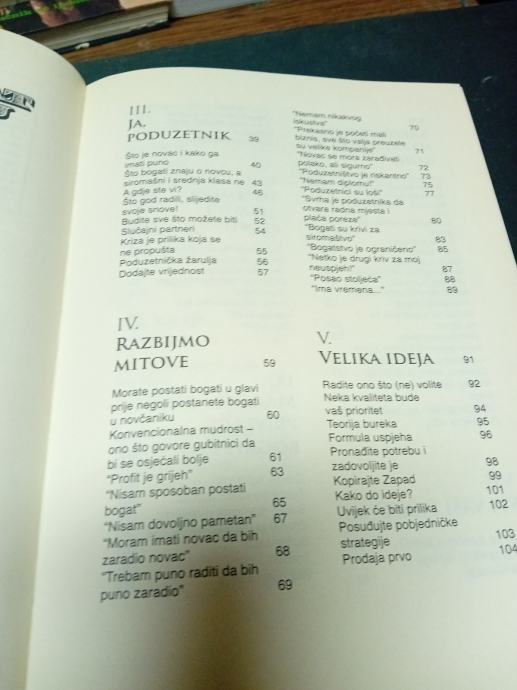 III.
JA,
PODUZETNIK 39
Što je novac i kako ga
imati puno 40
Što bogati znaju o novcu, a
siromašni i srednja klasa ne 43
A gdje ste vi? 46
Što god radili, slijedite
svoje snove! 51
Budite sve što možete biti 52
Slučajni partneri 54
Kriza je prilika koja se
ne propušta 55
Poduzetnička žarulja 56
Dodajte vrijednost 57
IV.
RAZBIJMO
MITOVE 59
Morate postati bogati u glavi
prije negoli postanete bogati
u novčaniku 60
Konvencionalna mudrost –
ono što govore gubitnici da
bi se osjećali bolje 61
"Profit je grijeh" 63
"Nisam sposoban postati
bogat" 65
"Nisam dovoljno pametan" 67
"Moram imati novac da bih
zaradio novac" 68
"Trebam puno raditi da bih
puno zaradio" 69
"Nemam nikakvog
iskustva" 70
"Prekasno je početi mali
biznis, sve što valja preuzele
su velike kompanije" 71
"Novac se mora zarađivati
polako, ali sigurno" 72
"Poduzetništvo je riskantno" 73
"Nemam diplomu!" 75
"Poduzetnici su loši" 77
"Svrha je poduzetnika da
otvara radna mjesta i
plaća poreza" 80
"Bogati su krivi za
siromaštvo" 83
"Bogatstvo je ograničeno" 85
"Netko je drugi kriv za moj
neuspjeh!" 87
"Posao stoljeća" 88
"Ima vremena..." 89
V.
VELIKA IDEJA 91
Radite ono što (ne) volite 92
Neka kvaliteta bude
vaš prioritet 94
Teorija bureka 95
Formula uspjeha 96
Pronađite potrebu i
zadovoljite je 98
Kopirajte Zapad 99
Kako do ideje? 101
Uvijek će biti prilika 102
Posuđujte pobjedničke
strategije 103
Prodaja prvo 104